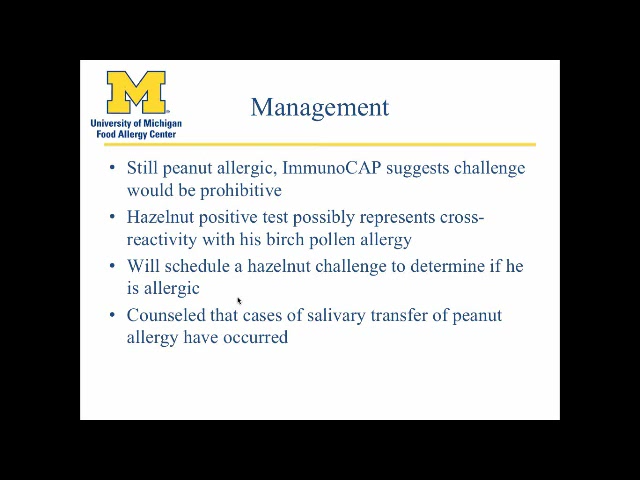 M
University of Michigan
Food Allergy Center
Management
• Still peanut allergic, ImmunoCAP suggests challenge
would be prohibitive
• Hazelnut positive test possibly represents cross-
reactivity with his birch pollen allergy
• Will schedule a hazelnut challenge to determine if he
is allergic
• Counseled that cases of salivary transfer of peanut
allergy have occurred